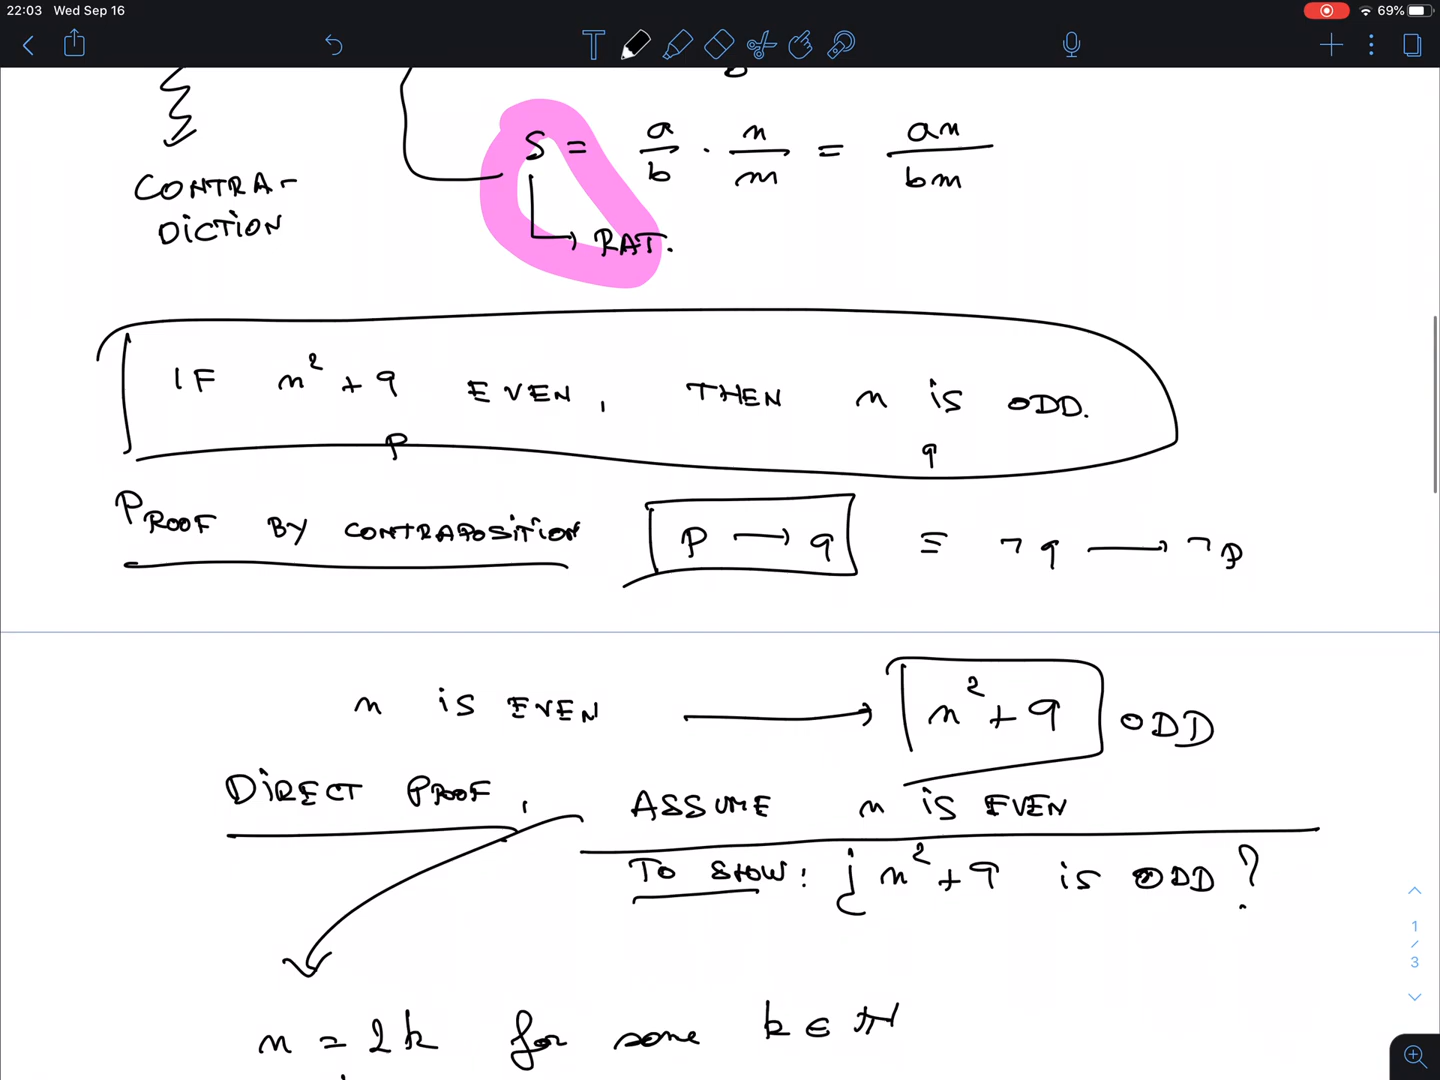 22:03 Wed Sep 16 69%
T
S = a/b · n/m = an/bm
CONTRA-
DICTION
RAT.
IF n² + 9 EVEN, THEN n is ODD.
P q
PROOF BY CONTRAPOSITION P → q ≡ ¬q → ¬P
n is EVEN → n² + 9 ODD
DIRECT PROOF, ASSUME n is EVEN
TO SHOW: ¿ n² + 9 is ODD ?
1
/
3
n = 2k for some k ∈ ℕ